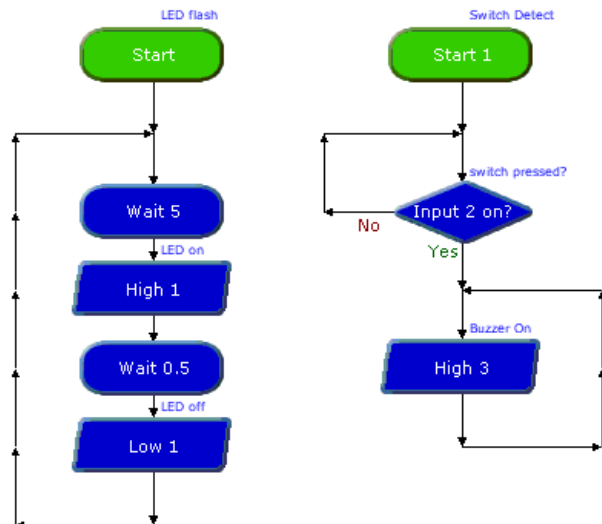 LED flash
Start
Wait 5
LED on
High 1
Wait 0.5
LED off
Low 1
Switch Detect
Start 1
switch pressed?
Input 2 on?
No
Yes
Buzzer On
High 3